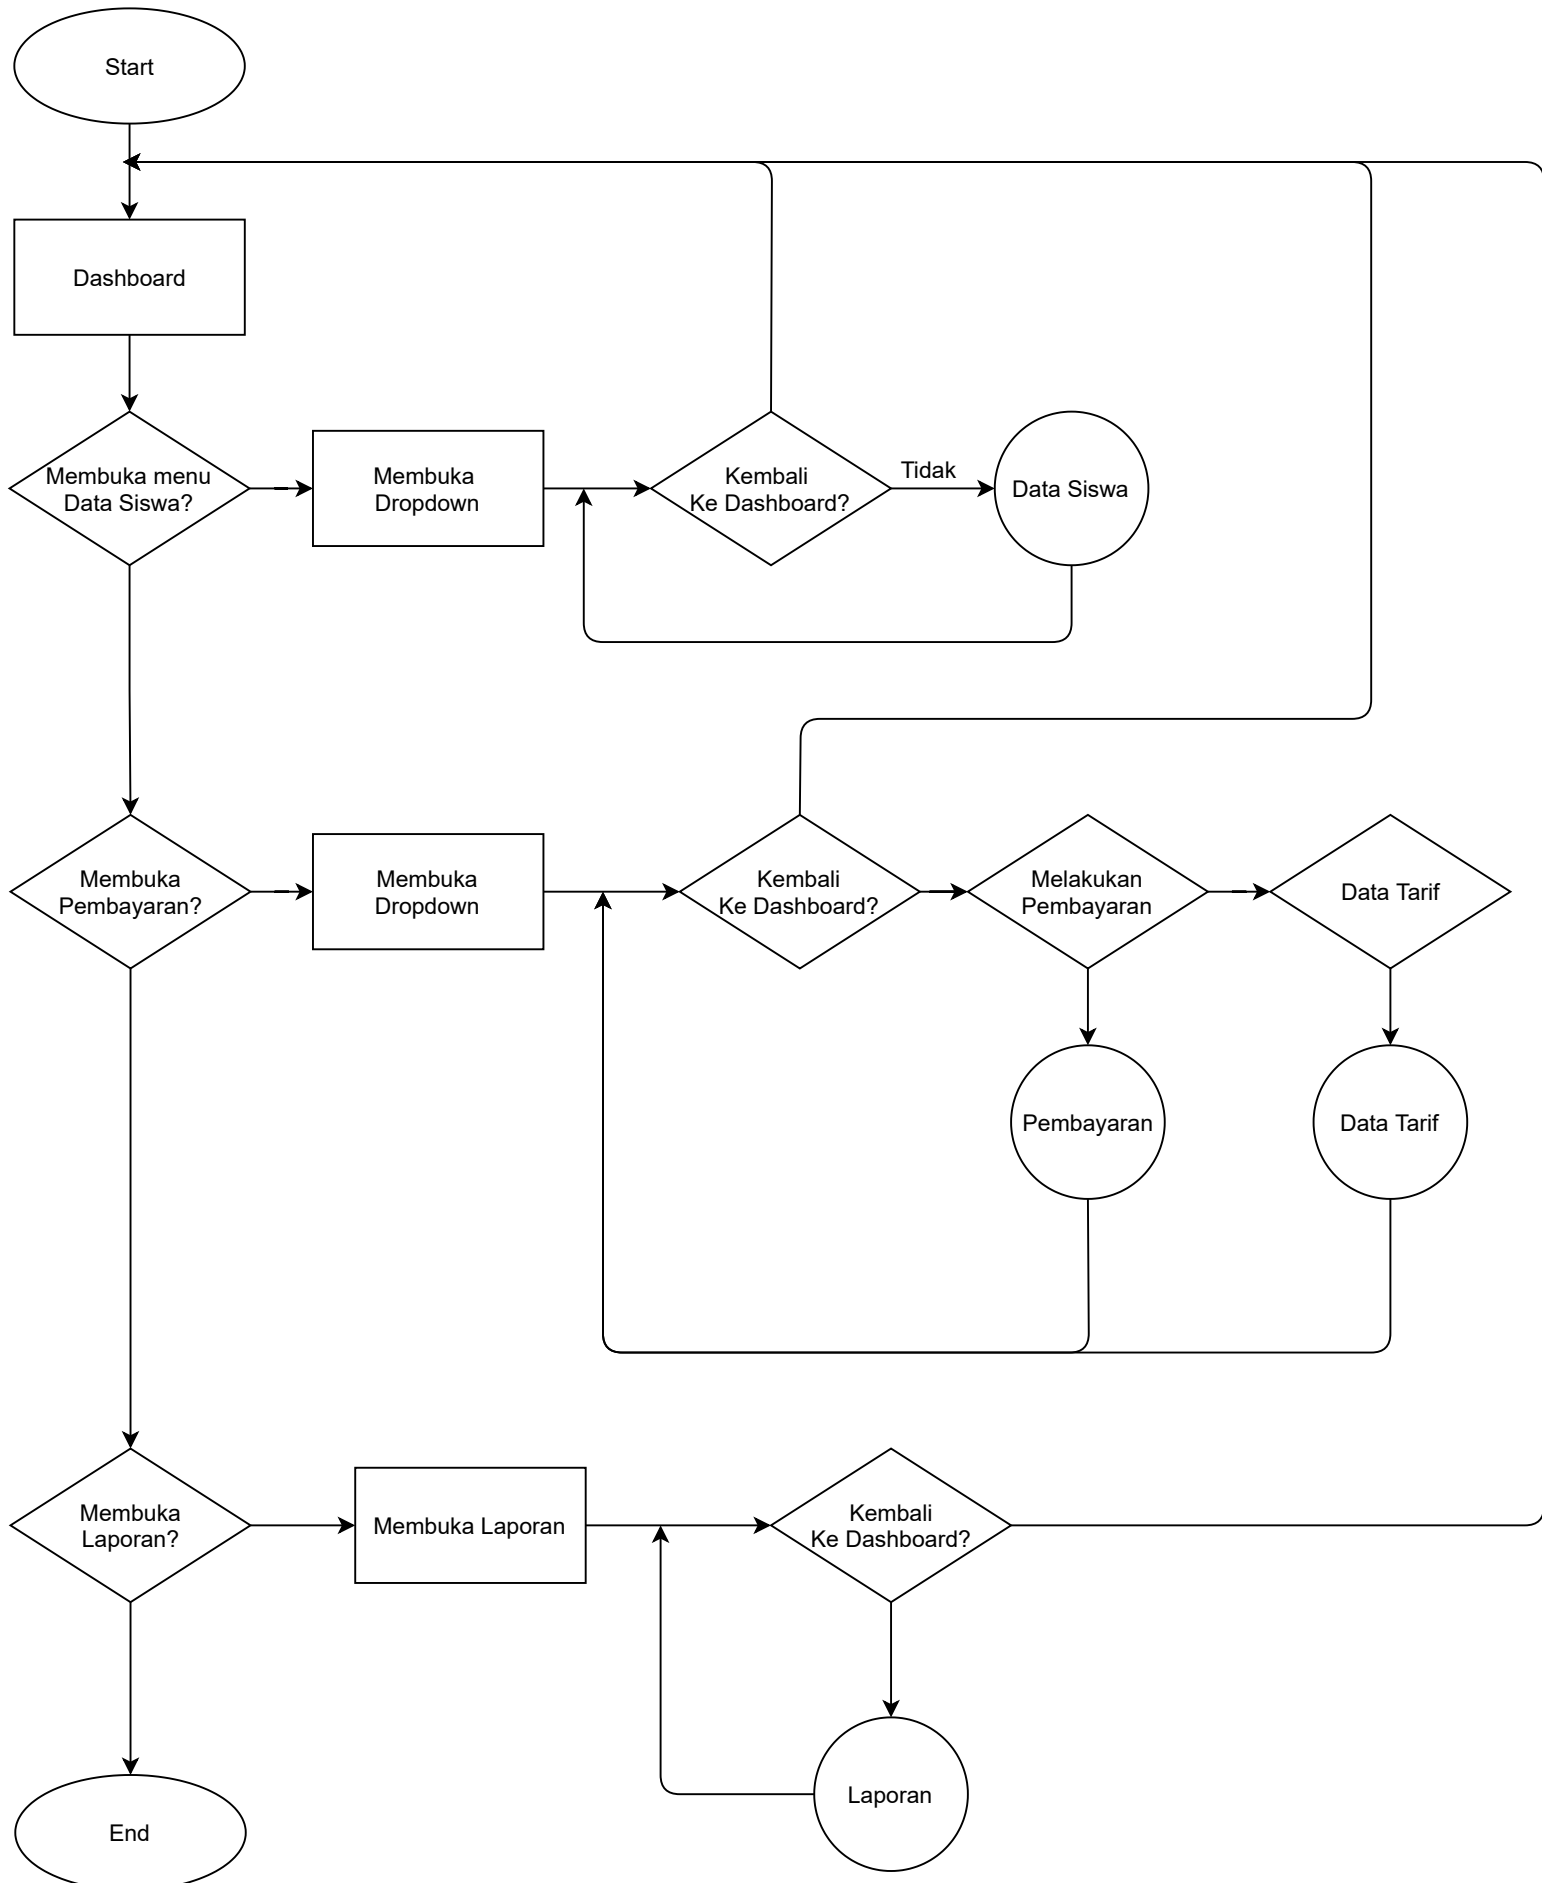 Start
Dashboard
Membuka menu
Data Siswa?
Membuka
Dropdown
Kembali
Ke Dashboard?
Tidak
Data Siswa
Membuka
Pembayaran?
Membuka
Dropdown
Kembali
Ke Dashboard?
Melakukan
Pembayaran
Data Tarif
Pembayaran
Data Tarif
Membuka
Laporan?
Membuka Laporan
Kembali
Ke Dashboard?
Laporan
End